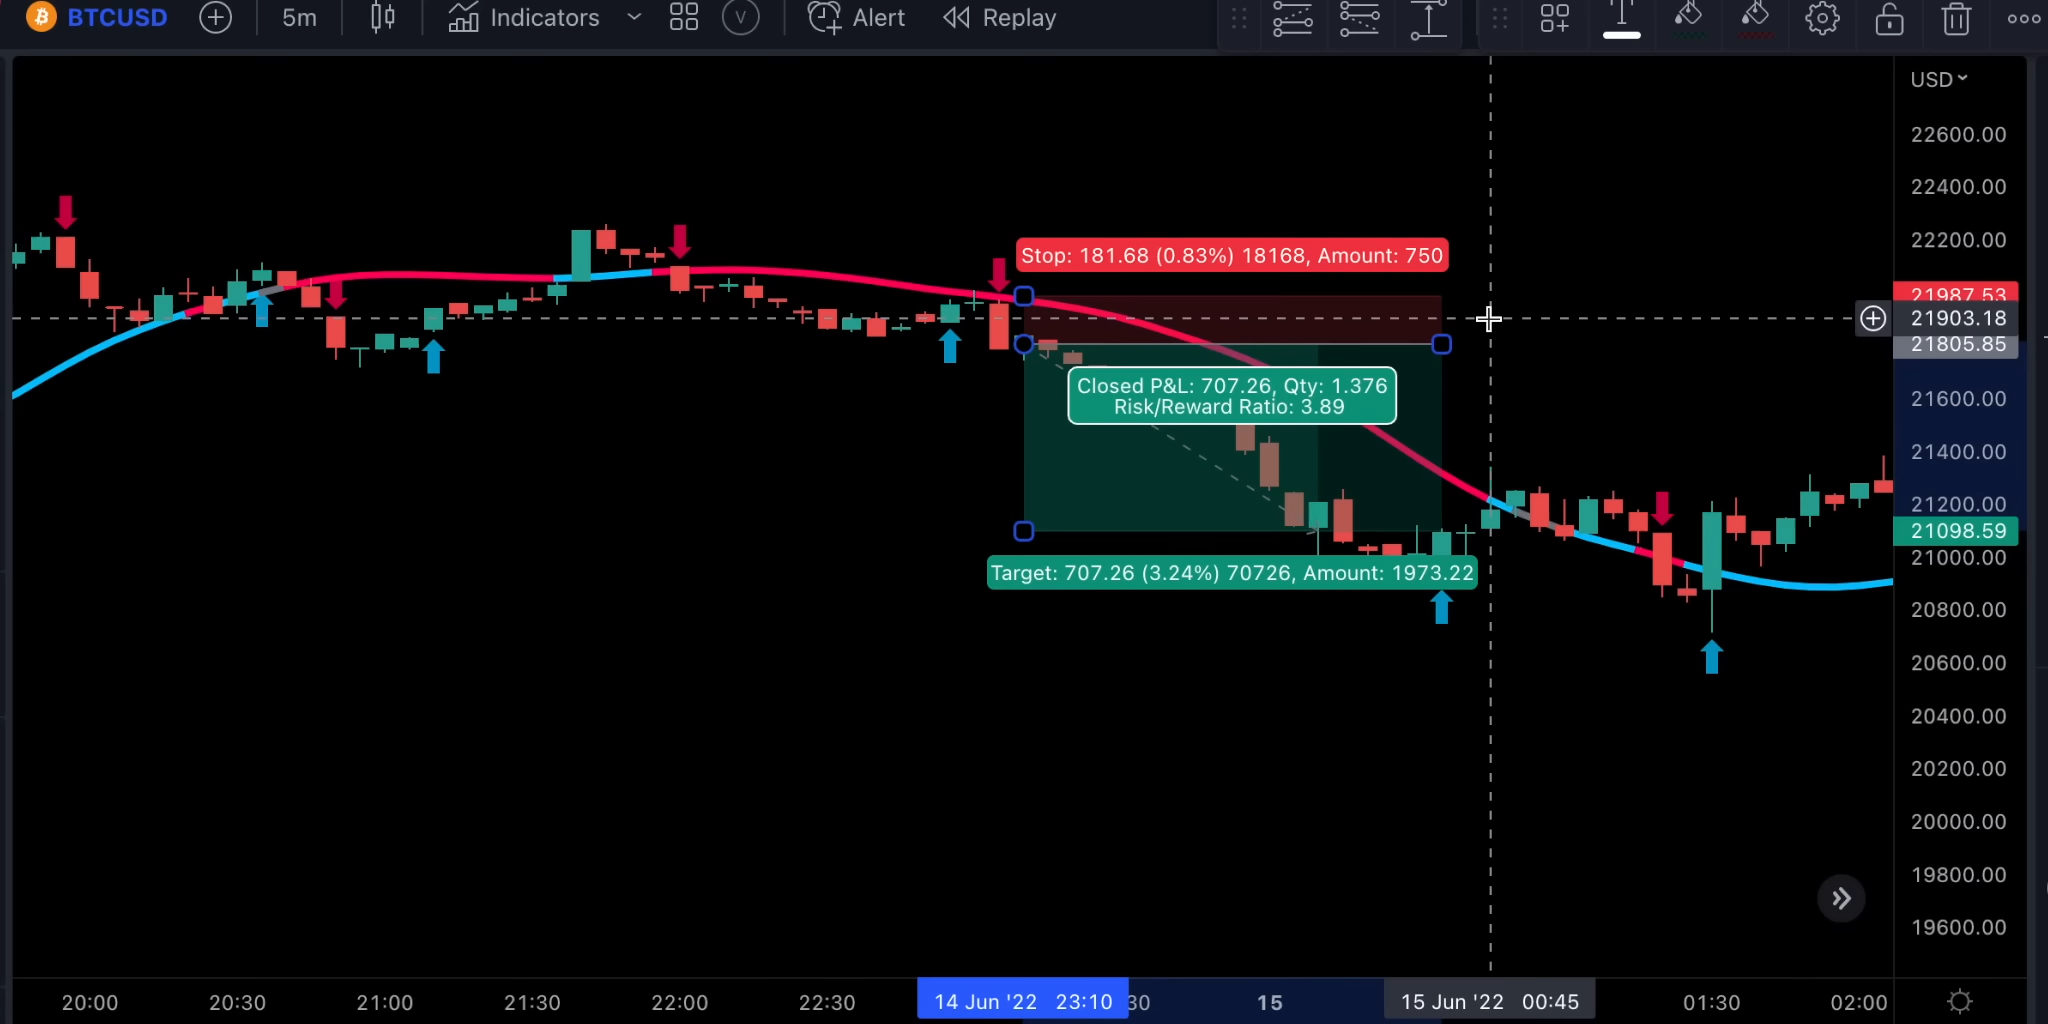 BTCUSD 5m Indicators V Alert Replay T
USD
22600.00
22400.00
22200.00
Stop: 181.68 (0.83%) 18168, Amount: 750
21987.53
21903.18
21805.85
Closed P&L: 707.26, Qty: 1.376
Risk/Reward Ratio: 3.89
21600.00
21400.00
21200.00
21098.59
21000.00
Target: 707.26 (3.24%) 70726, Amount: 1973.22
20800.00
20600.00
20400.00
20200.00
20000.00
19800.00
19600.00
20:00 20:30 21:00 21:30 22:00 22:30 14 Jun '22 23:10 30 15 15 Jun '22 00:45 01:30 02:00